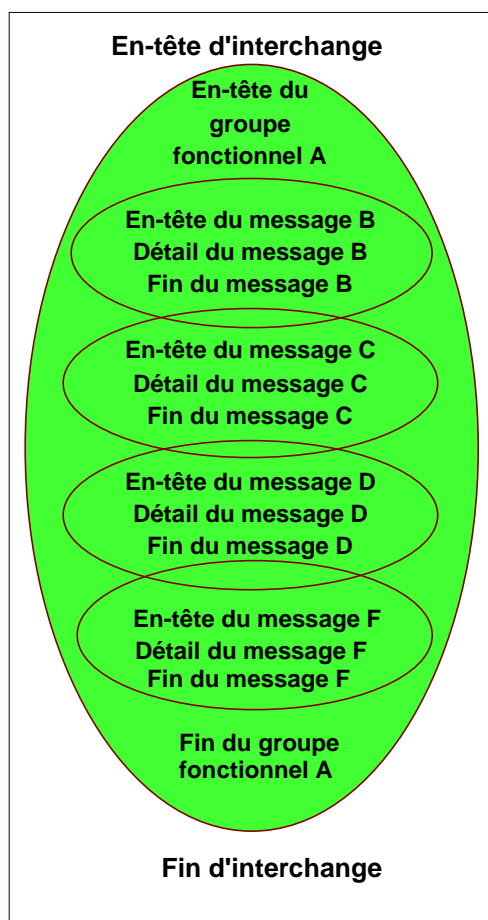 En-tête d'interchange
En-tête du
groupe
fonctionnel A
En-tête du message B
Détail du message B
Fin du message B
En-tête du message C
Détail du message C
Fin du message C
En-tête du message D
Détail du message D
Fin du message D
En-tête du message F
Détail du message F
Fin du message F
Fin du groupe
fonctionnel A
Fin d'interchange